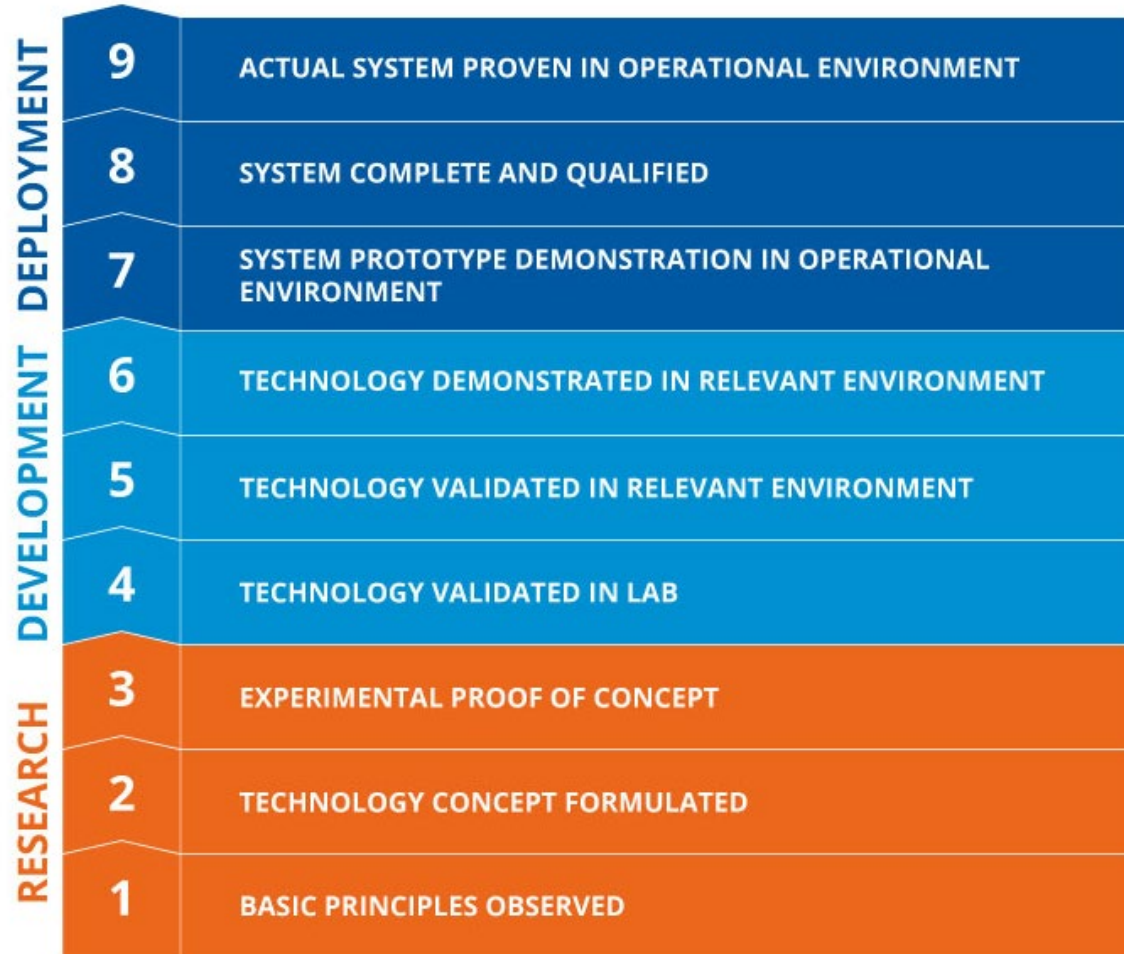 DEPLOYMENT
9
ACTUAL SYSTEM PROVEN IN OPERATIONAL ENVIRONMENT
8
SYSTEM COMPLETE AND QUALIFIED
7
SYSTEM PROTOTYPE DEMONSTRATION IN OPERATIONAL
ENVIRONMENT
DEVELOPMENT
6
TECHNOLOGY DEMONSTRATED IN RELEVANT ENVIRONMENT
5
TECHNOLOGY VALIDATED IN RELEVANT ENVIRONMENT
4
TECHNOLOGY VALIDATED IN LAB
RESEARCH
3
EXPERIMENTAL PROOF OF CONCEPT
2
TECHNOLOGY CONCEPT FORMULATED
1
BASIC PRINCIPLES OBSERVED